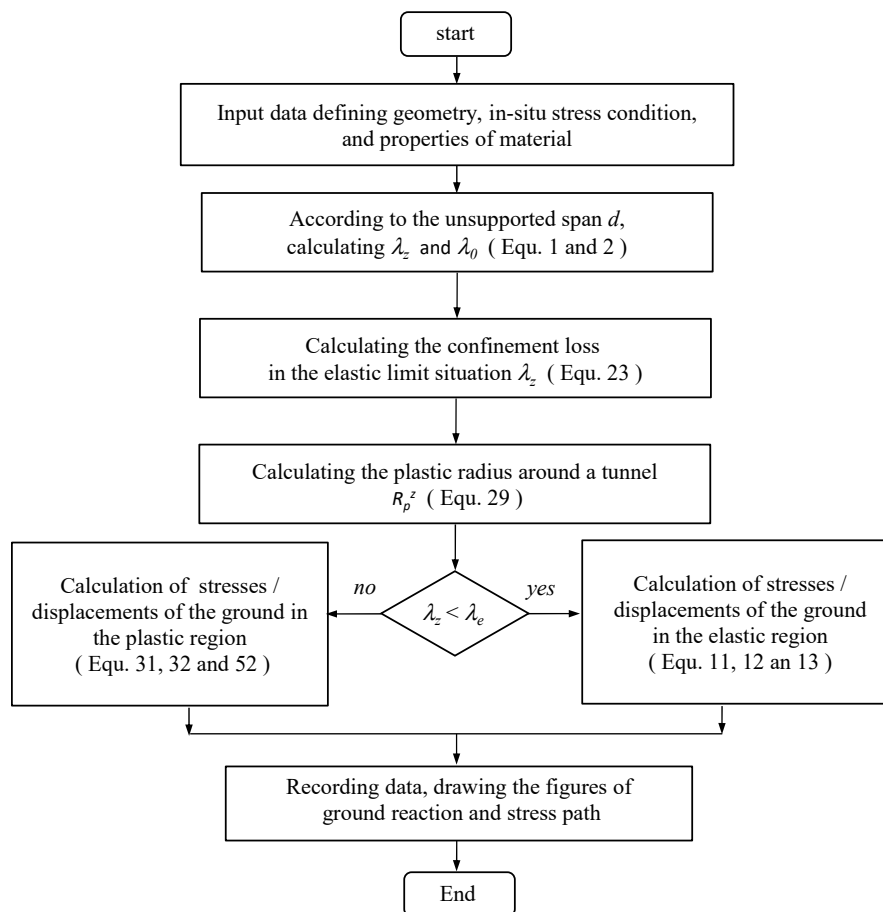 start
Input data defining geometry, in-situ stress condition,
and properties of material
According to the unsupported span d,
calculating λz and λ0 ( Equ. 1 and 2 )
Calculating the confinement loss
in the elastic limit situation λz ( Equ. 23 )
Calculating the plastic radius around a tunnel
Rp^z ( Equ. 29 )
no
yes
λz < λe
Calculation of stresses /
displacements of the ground in
the plastic region
( Equ. 31, 32 and 52 )
Calculation of stresses /
displacements of the ground
in the elastic region
( Equ. 11, 12 an 13 )
Recording data, drawing the figures of
ground reaction and stress path
End